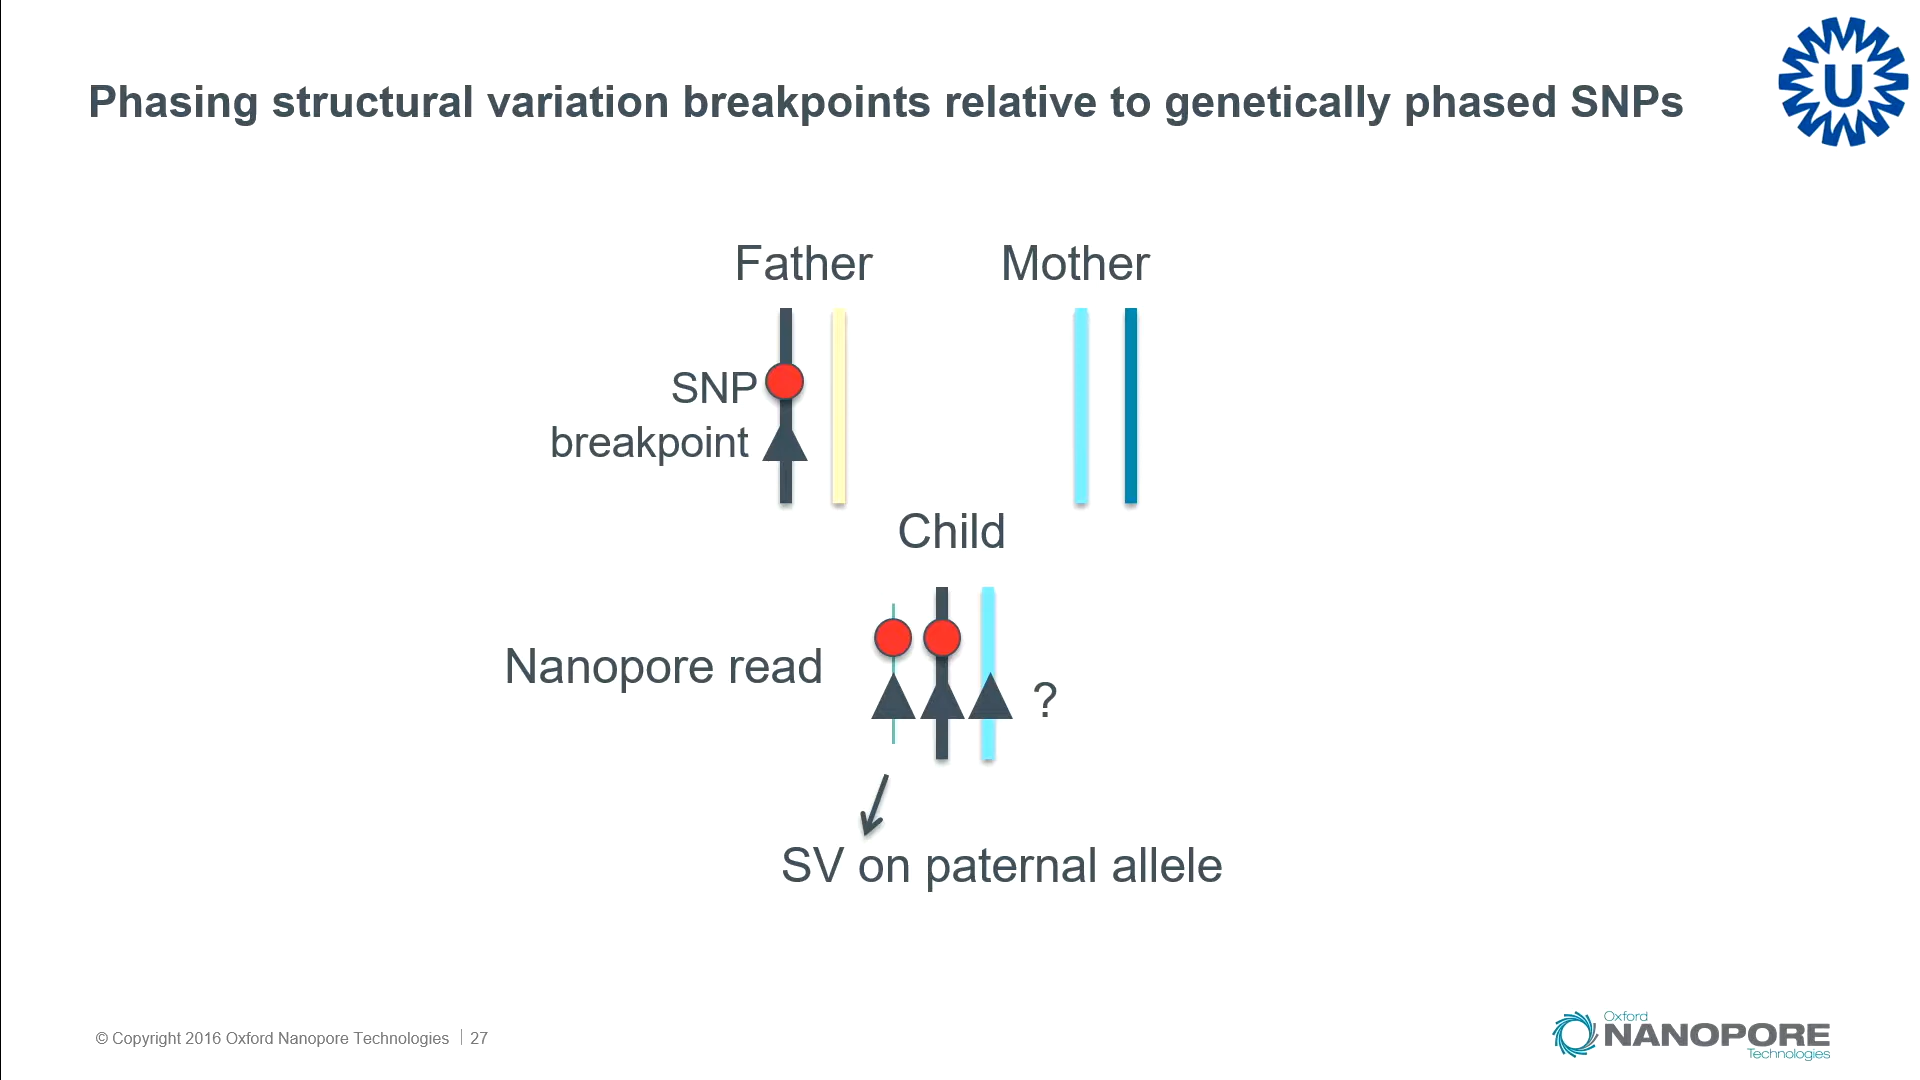 Phasing structural variation breakpoints relative to genetically phased SNPs
U
Father
Mother
SNP
breakpoint
Child
Nanopore read
?
SV on paternal allele
© Copyright 2016 Oxford Nanopore Technologies | 27
Oxford
NANOPORE
Technologies